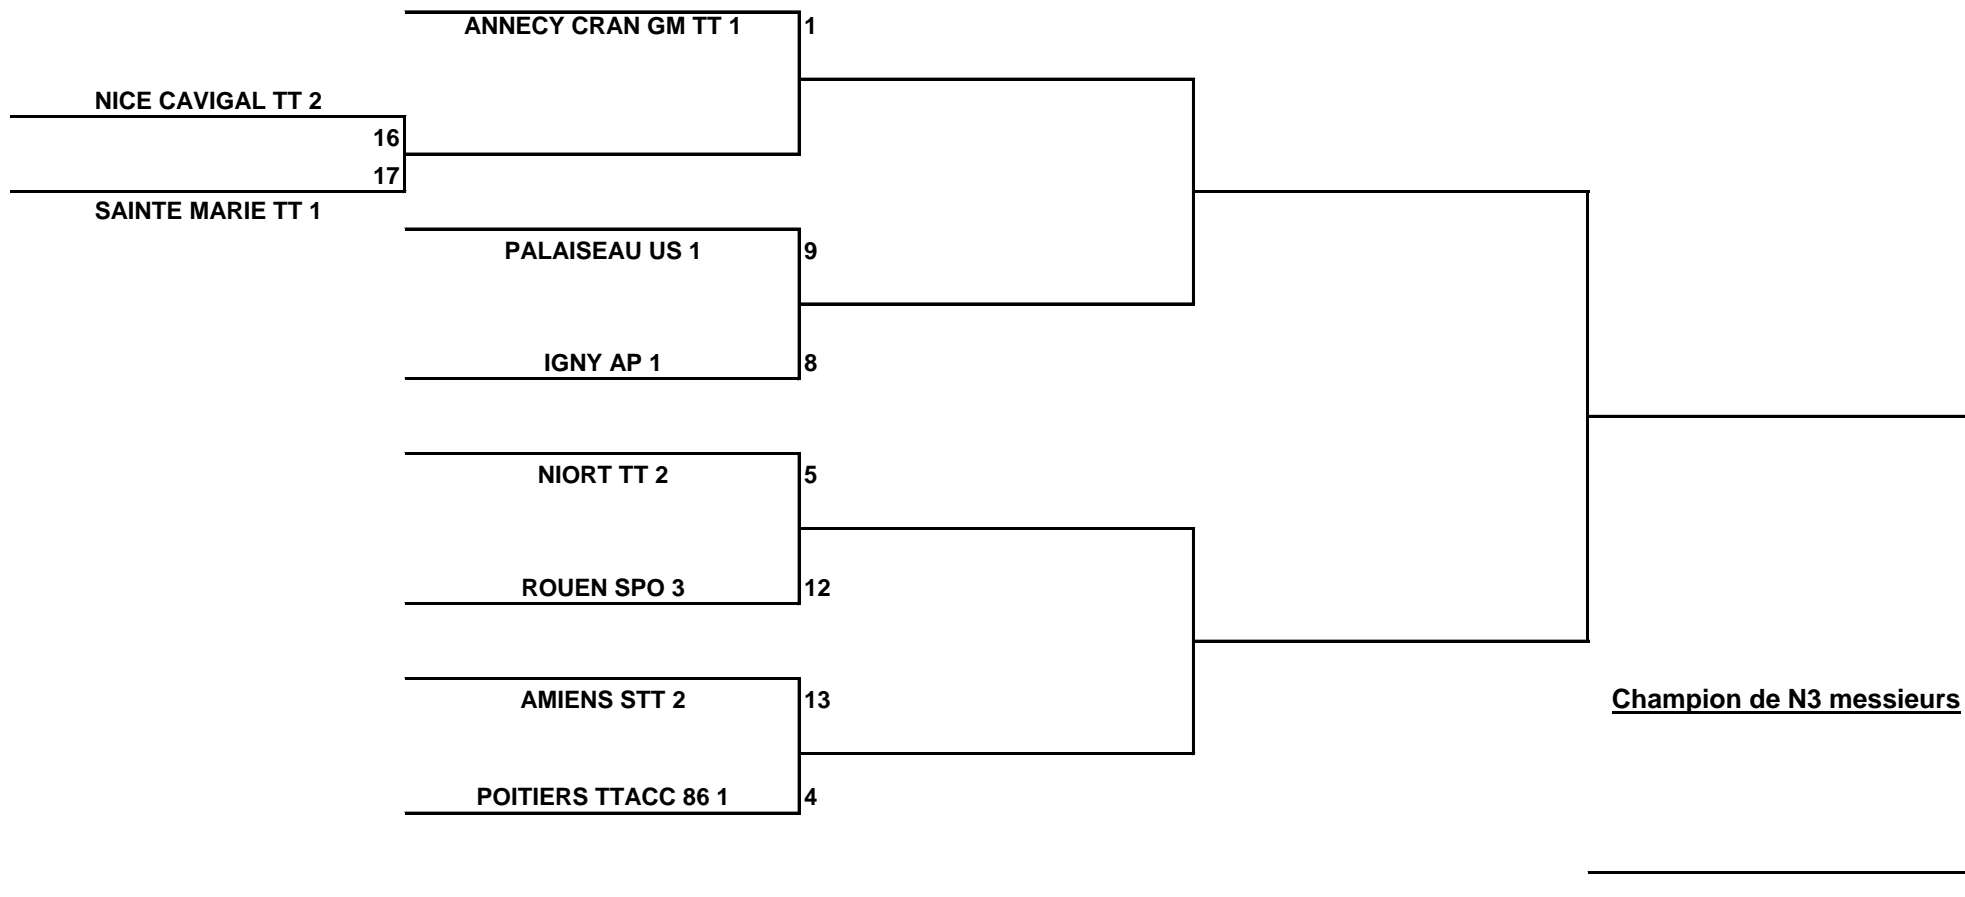 ANNECY CRAN GM TT 1 1
NICE CAVIGAL TT 2
16
17
SAINTE MARIE TT 1
PALAISEAU US 1 9
IGNY AP 1 8
NIORT TT 2 5
ROUEN SPO 3 12
AMIENS STT 2 13
Champion de N3 messieurs
POITIERS TTACC 86 1 4